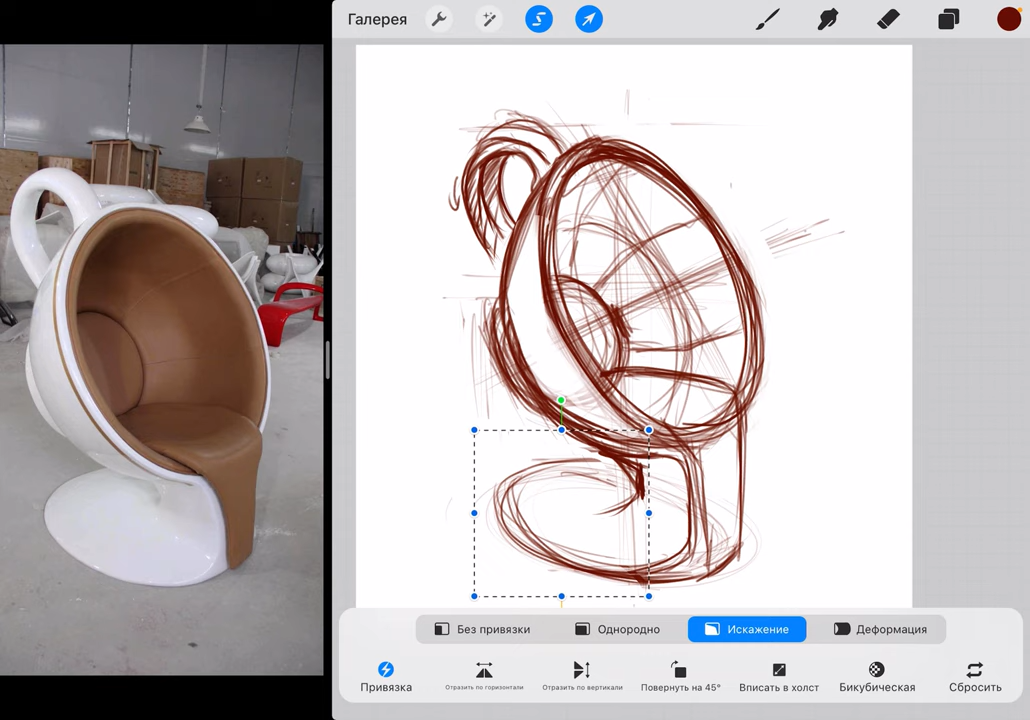 Галерея
Без привязки
Однородно
Искажение
Деформация
Привязка
Отразить по горизонтали
Отразить по вертикали
Повернуть на 45°
Вписать в холст
Бикубическая
Сбросить